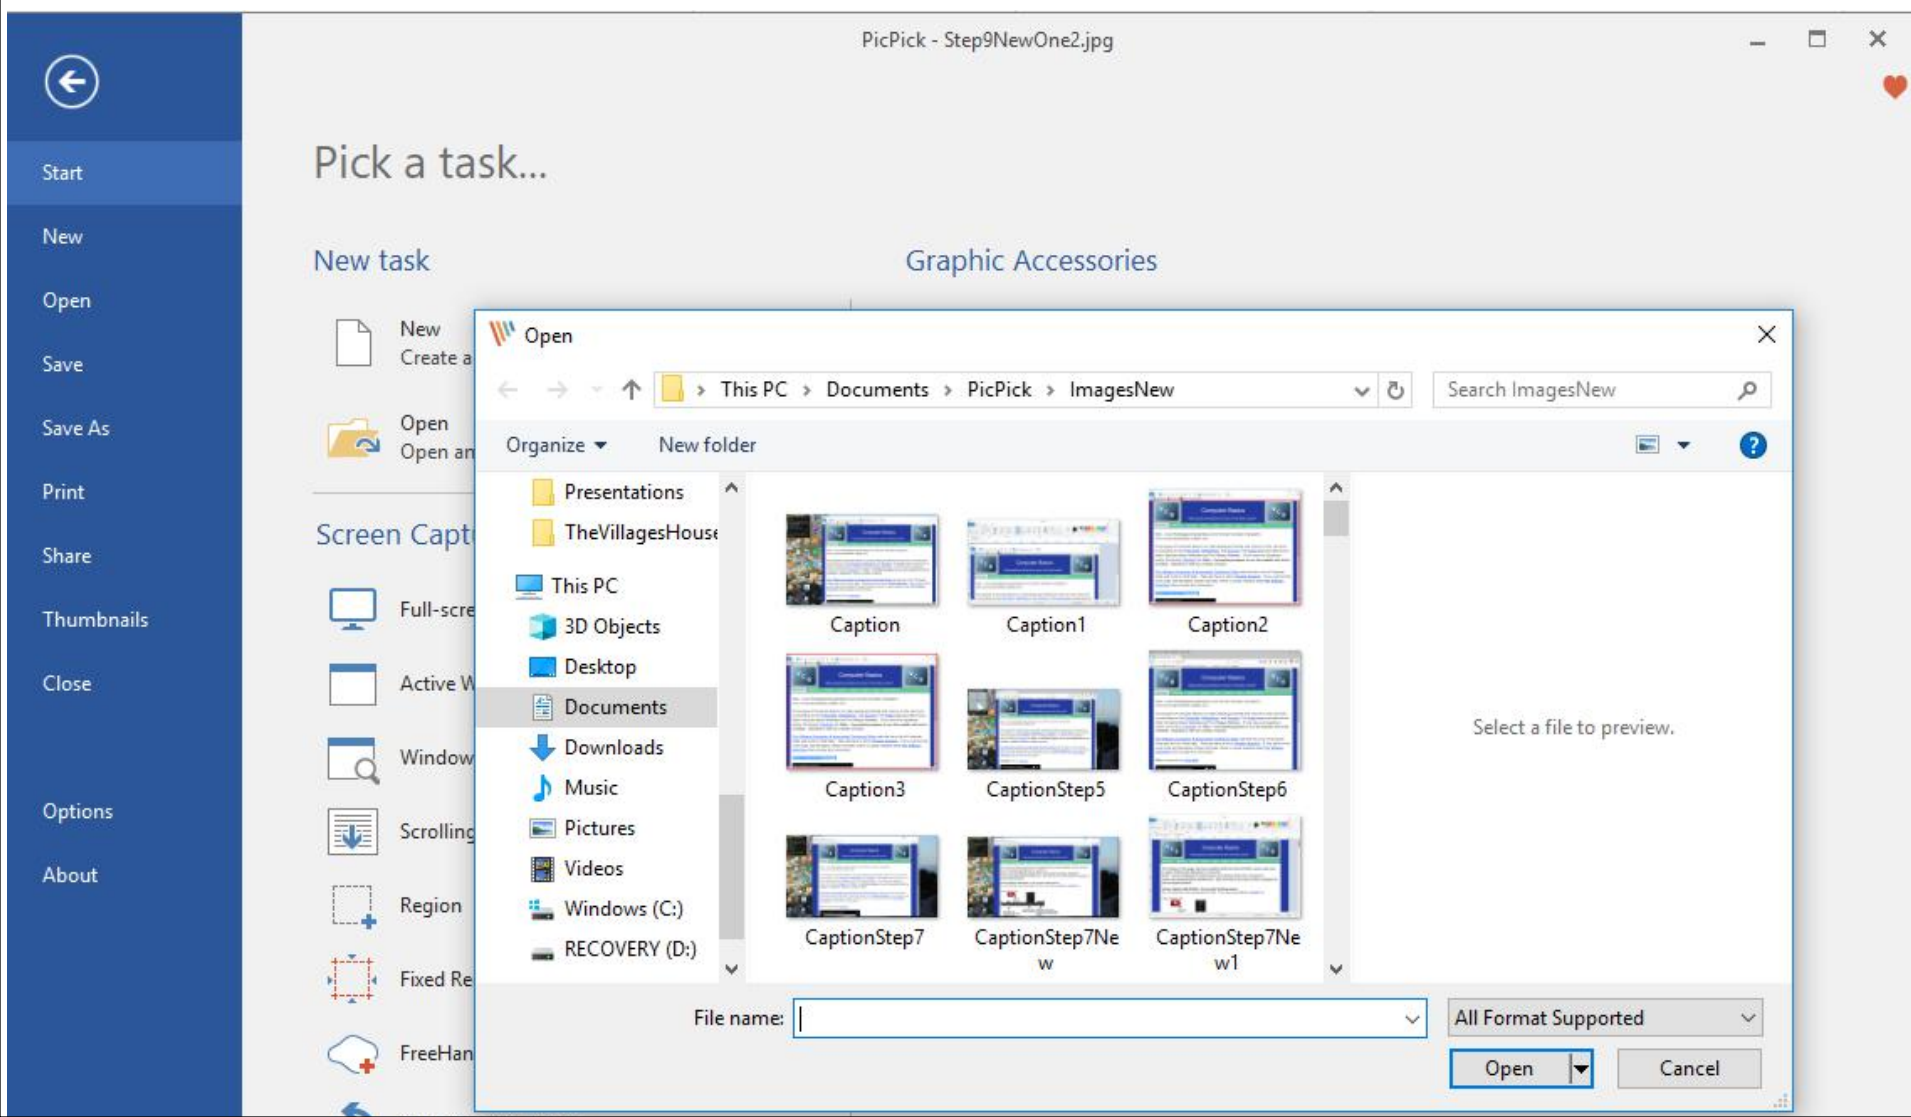 PicPick - Step9NewOne2.jpg
Start
New
Open
Save
Save As
Print
Share
Thumbnails
Close
Options
About
Pick a task...
New task
Graphic Accessories
New
Create a
Open
Open an
Screen Capt
Full-scre
Active W
Window
Scrolling
Region
Fixed Re
FreeHan
Open
This PC > Documents > PicPick > ImagesNew
Search ImagesNew
Organize
New folder
Presentations
TheVillagesHouse
This PC
3D Objects
Desktop
Documents
Downloads
Music
Pictures
Videos
Windows (C:)
RECOVERY (D:)
Caption
Caption1
Caption2
Caption3
CaptionStep5
CaptionStep6
CaptionStep7
CaptionStep7Ne
w
CaptionStep7Ne
w1
Select a file to preview.
File name:
All Format Supported
Open
Cancel